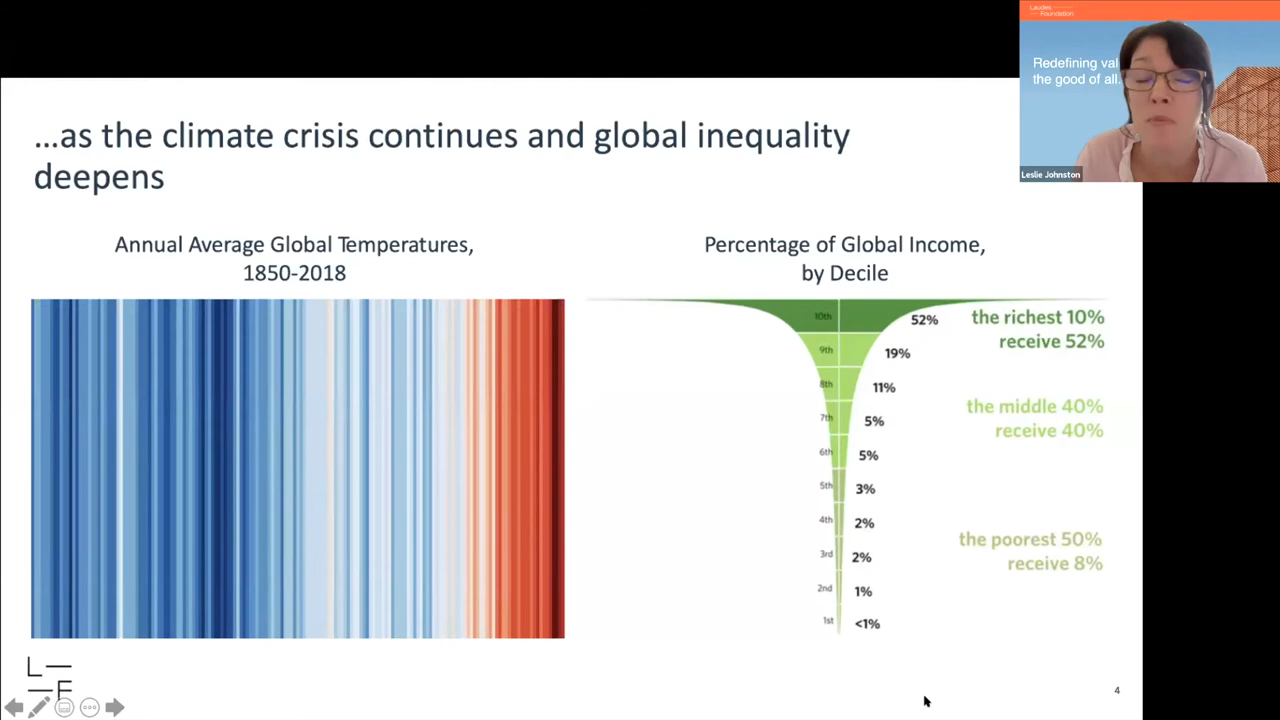 Laudes
Foundation
Redefining val
the good of all.
Leslie Johnston
...as the climate crisis continues and global inequality
deepens
Annual Average Global Temperatures,
1850-2018
Percentage of Global Income,
by Decile
10th 52%
9th 19%
8th 11%
7th 5%
6th 5%
5th 3%
4th 2%
3rd 2%
2nd 1%
1st <1%
the richest 10%
receive 52%
the middle 40%
receive 40%
the poorest 50%
receive 8%
L
F
4